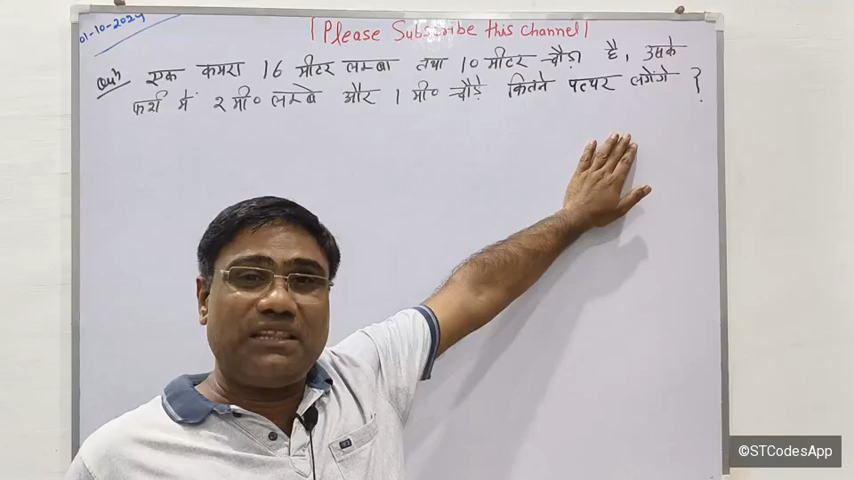 01-10-2024
Please Subscribe this channel
Quⁿ एक कमरा 16 मीटर लम्बा तथा 10 मीटर चौड़ा है, उसके
फर्श में 2 मी० लम्बे और 1 मी० चौड़े कितने पत्थर लगेंगे ?
©STCodesApp